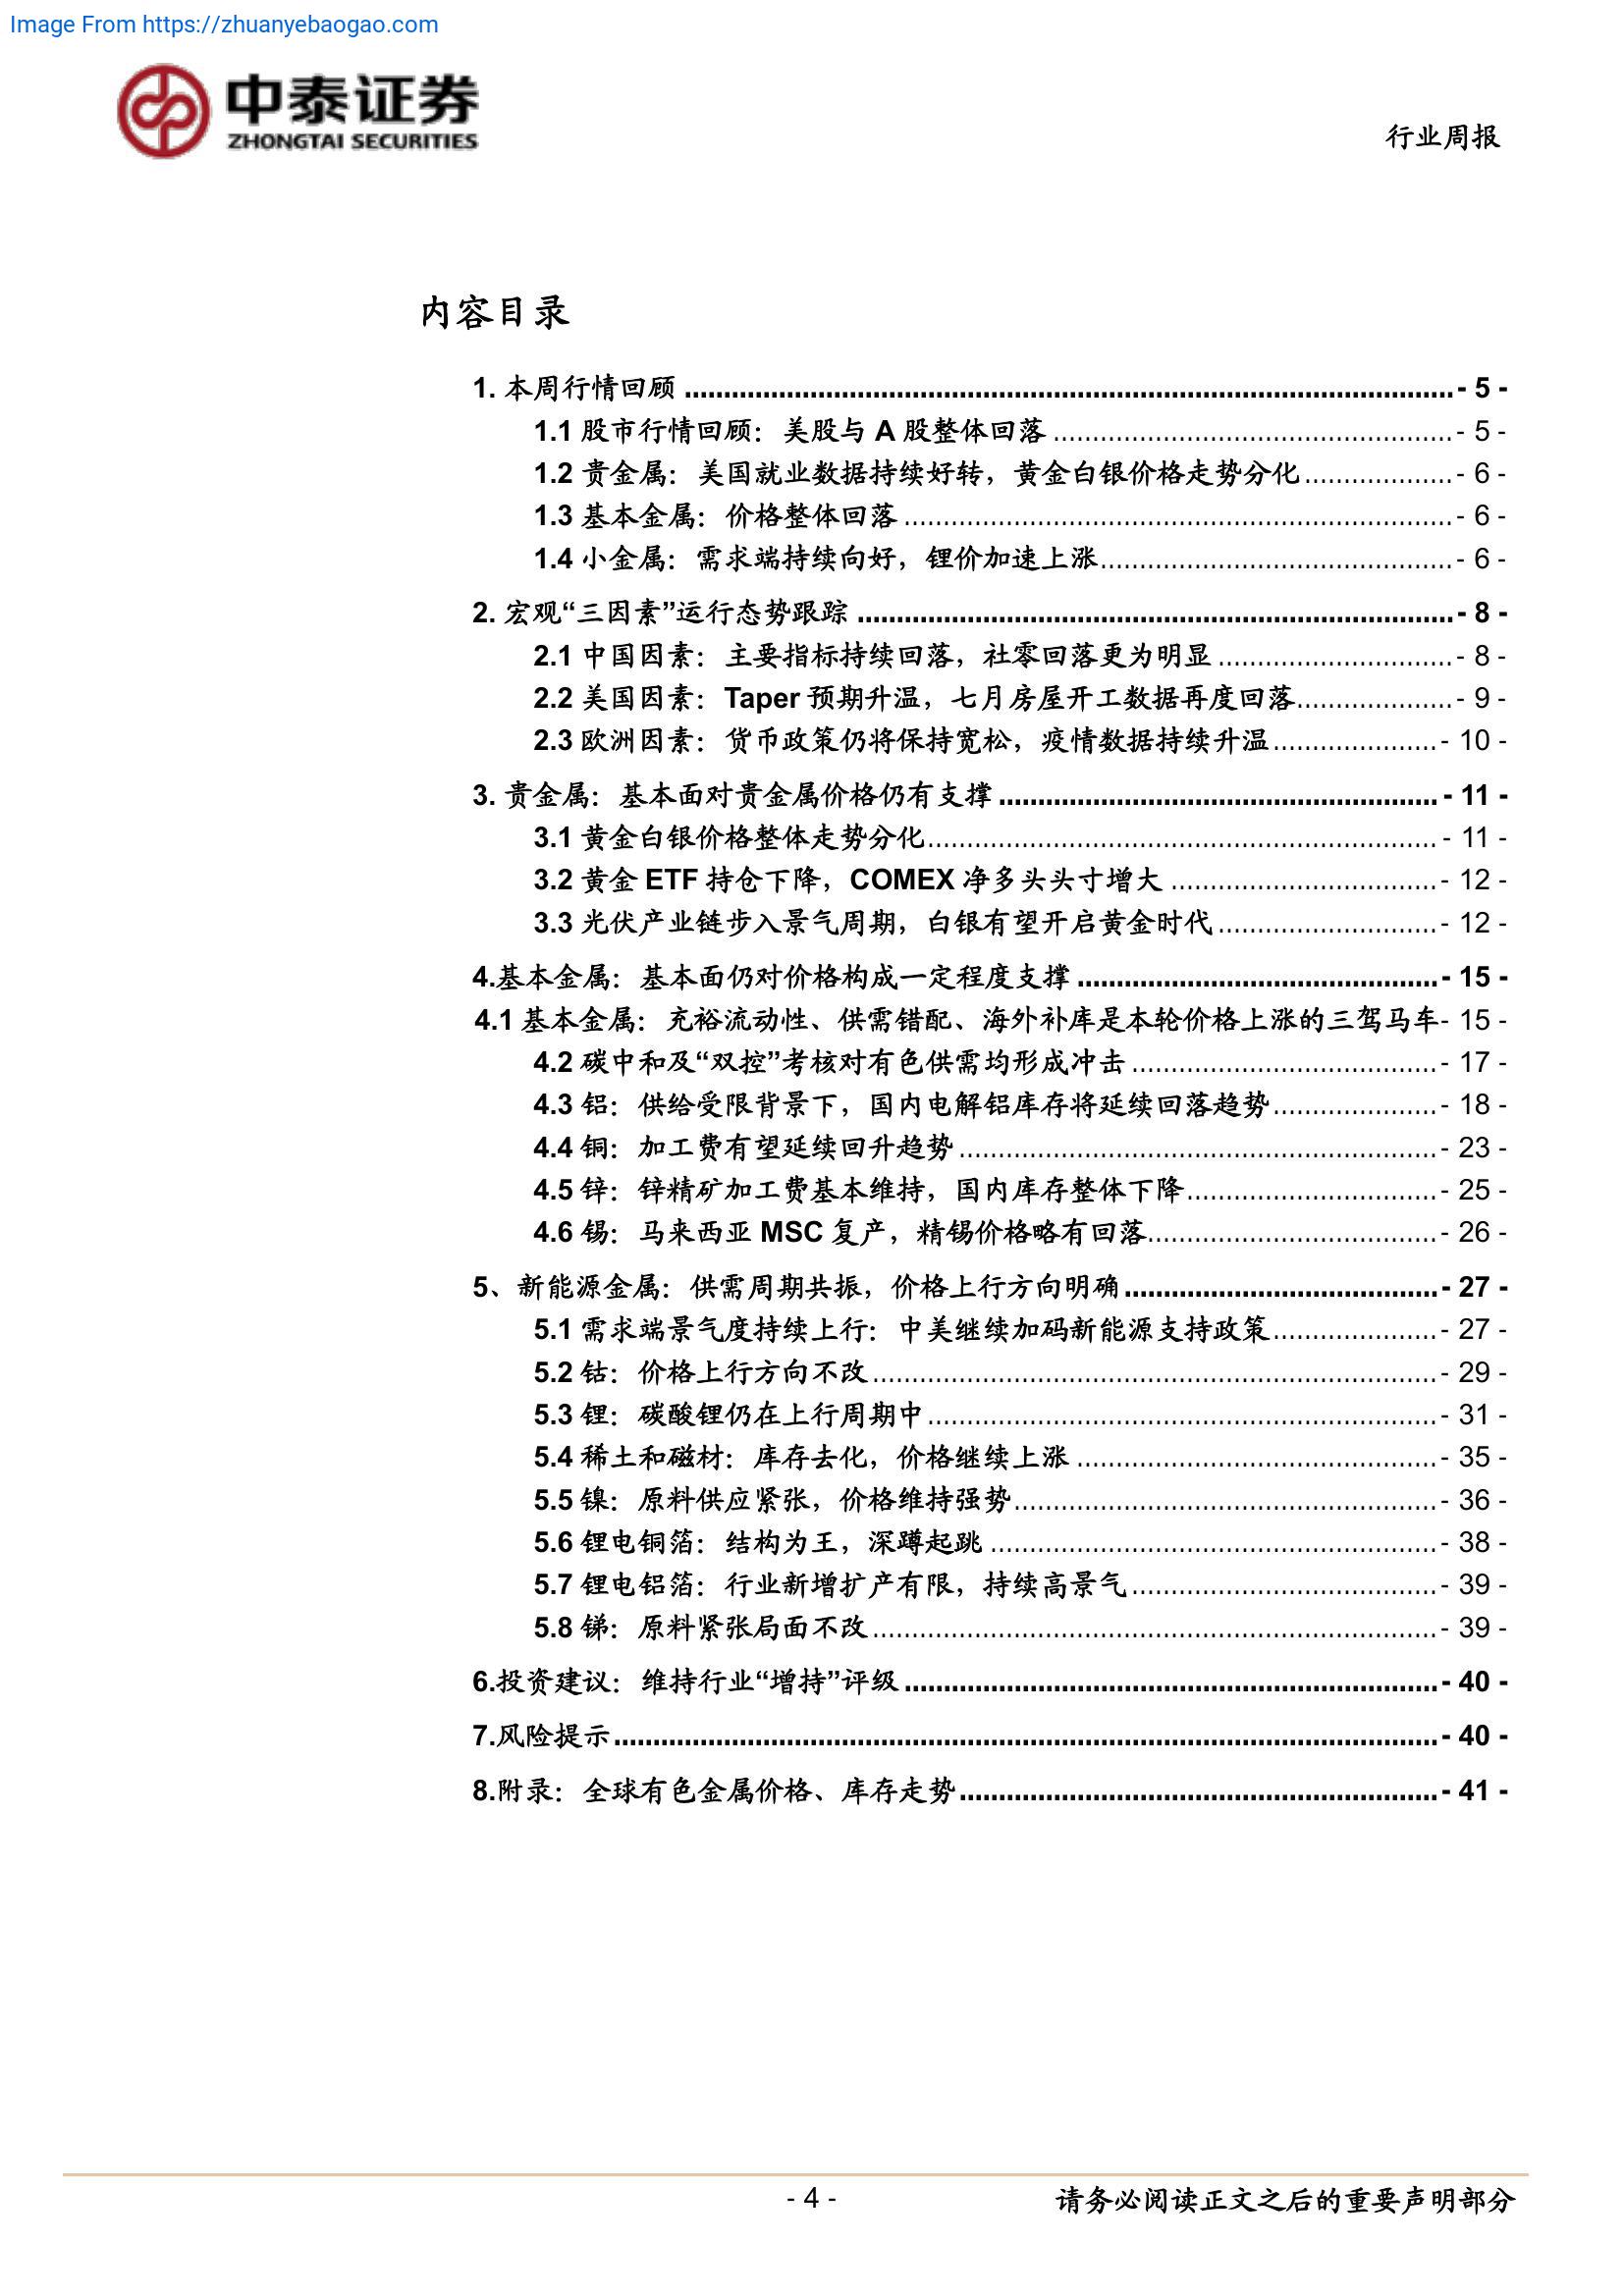 Image From https://zhuanyebaogao.com
中泰证券
ZHONGTAI SECURITIES
行业周报
内容目录
1. 本周行情回顾 - 5 -
1.1 股市行情回顾：美股与 A 股整体回落 - 5 -
1.2 贵金属：美国就业数据持续好转，黄金白银价格走势分化 - 6 -
1.3 基本金属：价格整体回落 - 6 -
1.4 小金属：需求端持续向好，锂价加速上涨 - 6 -
2. 宏观“三因素”运行态势跟踪 - 8 -
2.1 中国因素：主要指标持续回落，社零回落更为明显 - 8 -
2.2 美国因素：Taper 预期升温，七月房屋开工数据再度回落 - 9 -
2.3 欧洲因素：货币政策仍将保持宽松，疫情数据持续升温 - 10 -
3. 贵金属：基本面对贵金属价格仍有支撑 - 11 -
3.1 黄金白银价格整体走势分化 - 11 -
3.2 黄金 ETF 持仓下降，COMEX 净多头头寸增大 - 12 -
3.3 光伏产业链步入景气周期，白银有望开启黄金时代 - 12 -
4.基本金属：基本面仍对价格构成一定程度支撑 - 15 -
4.1 基本金属：充裕流动性、供需错配、海外补库是本轮价格上涨的三驾马车 - 15 -
4.2 碳中和及“双控”考核对有色供需均形成冲击 - 17 -
4.3 铝：供给受限背景下，国内电解铝库存将延续回落趋势 - 18 -
4.4 铜：加工费有望延续回升趋势 - 23 -
4.5 锌：锌精矿加工费基本维持，国内库存整体下降 - 25 -
4.6 锡：马来西亚 MSC 复产，精锡价格略有回落 - 26 -
5、新能源金属：供需周期共振，价格上行方向明确 - 27 -
5.1 需求端景气度持续上行：中美继续加码新能源支持政策 - 27 -
5.2 钴：价格上行方向不改 - 29 -
5.3 锂：碳酸锂仍在上行周期中 - 31 -
5.4 稀土和磁材：库存去化，价格继续上涨 - 35 -
5.5 镍：原料供应紧张，价格维持强势 - 36 -
5.6 锂电铜箔：结构为王，深蹲起跳 - 38 -
5.7 锂电铝箔：行业新增扩产有限，持续高景气 - 39 -
5.8 锑：原料紧张局面不改 - 39 -
6.投资建议：维持行业“增持”评级 - 40 -
7.风险提示 - 40 -
8.附录：全球有色金属价格、库存走势 - 41 -
- 4 -
请务必阅读正文之后的重要声明部分